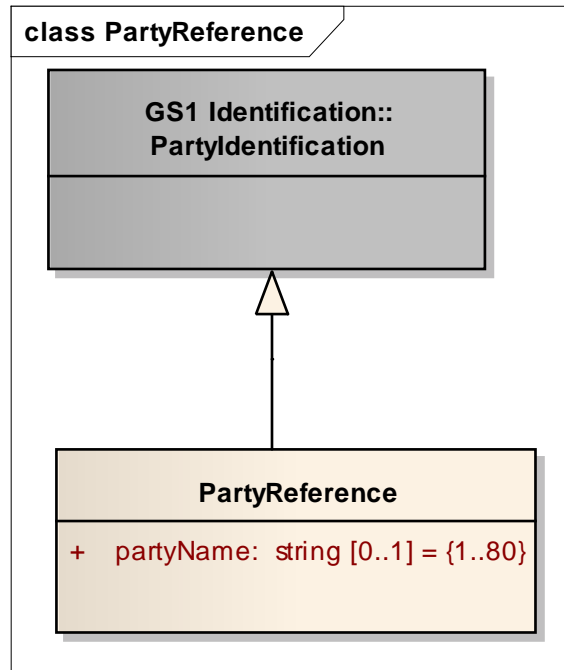 class PartyReference
GS1 Identification::
PartyIdentification
PartyReference
+ partyName: string [0..1] = {1..80}